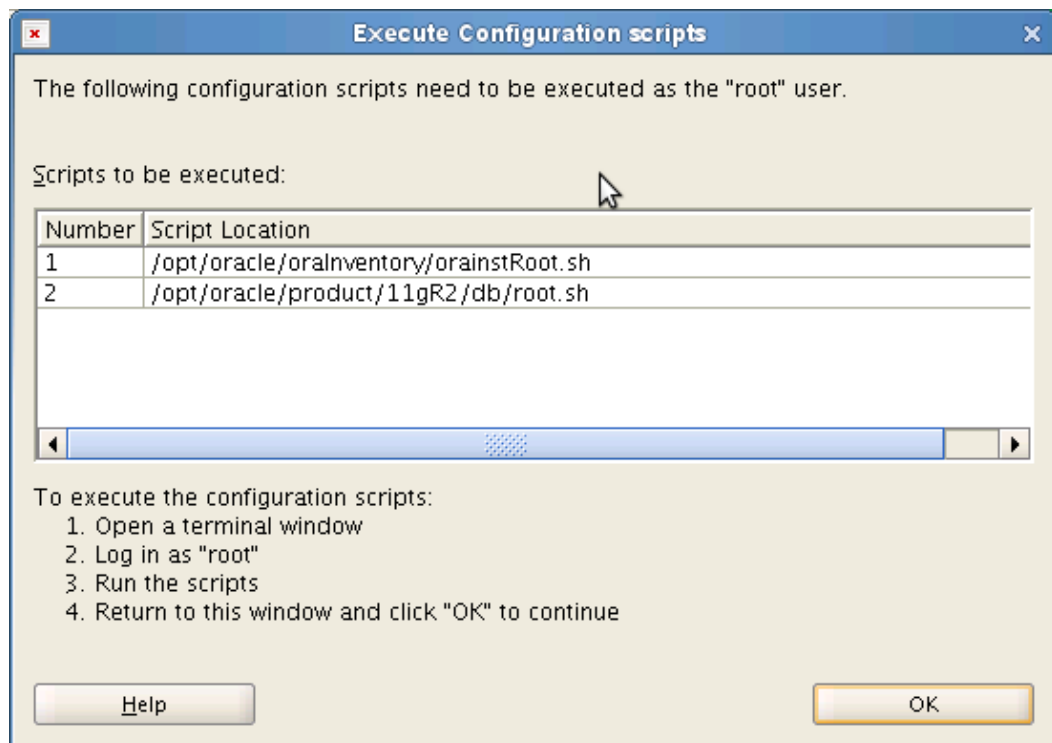 Execute Configuration scripts
The following configuration scripts need to be executed as the "root" user.
Scripts to be executed:
Number Script Location
1 /opt/oracle/oraInventory/orainstRoot.sh
2 /opt/oracle/product/11gR2/db/root.sh
To execute the configuration scripts:
1. Open a terminal window
2. Log in as "root"
3. Run the scripts
4. Return to this window and click "OK" to continue
Help OK